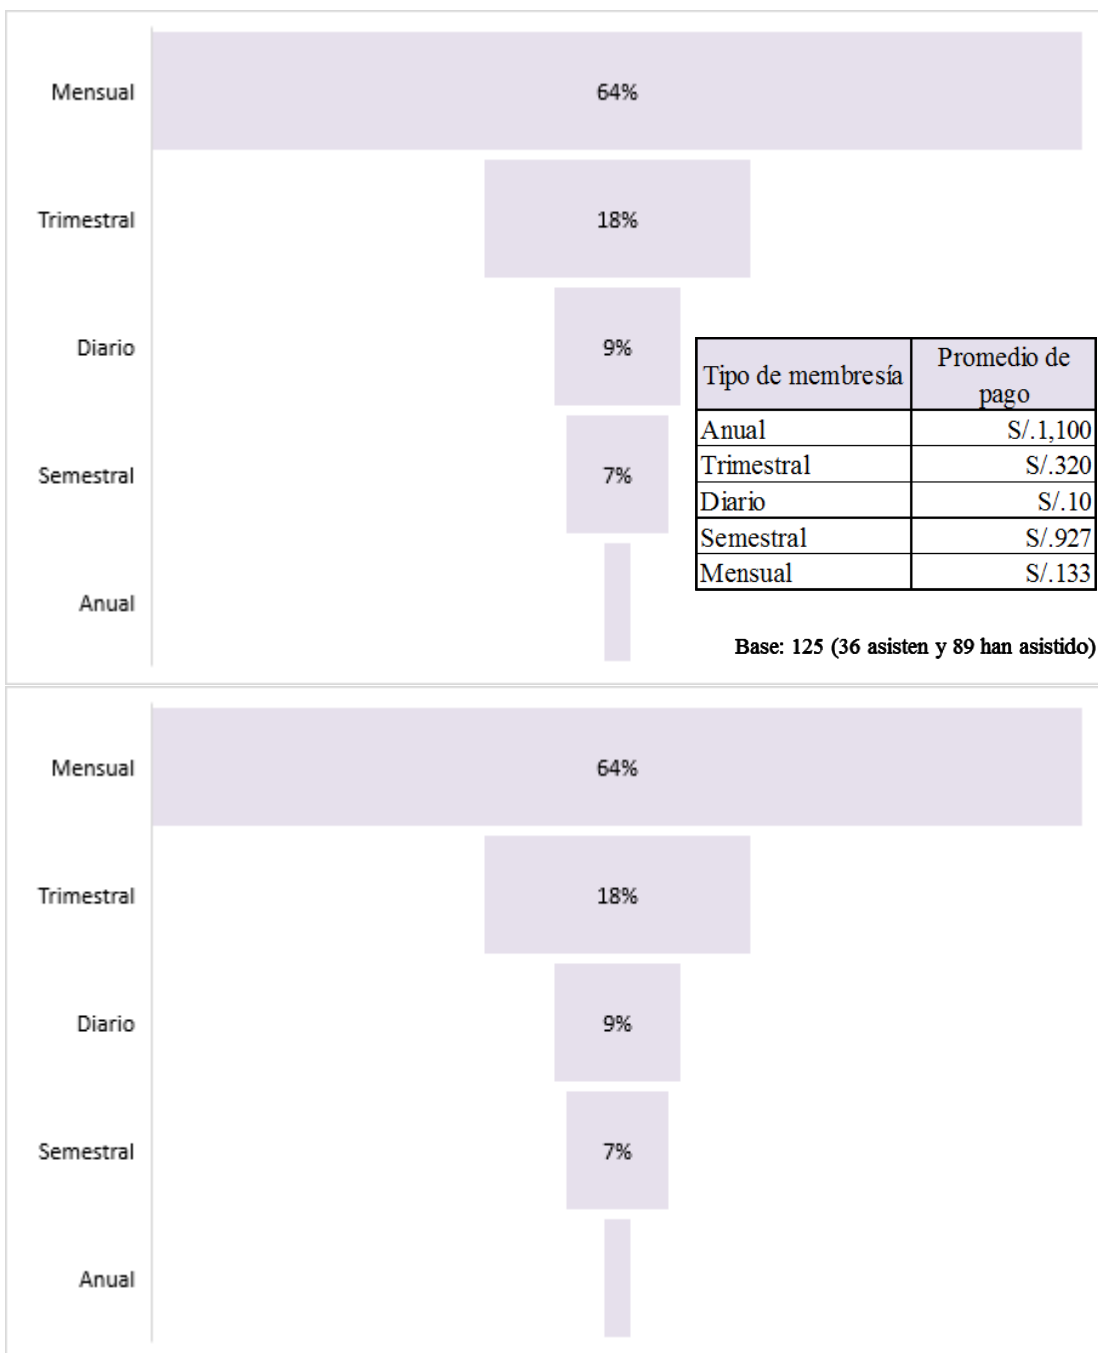 Mensual 64%
Trimestral 18%
Diario 9%
Tipo de membresía Promedio de pago
Anual S/.1,100
Trimestral S/.320
Diario S/.10
Semestral S/.927
Mensual S/.133
Semestral 7%
Anual
Base: 125 (36 asisten y 89 han asistido)
Mensual 64%
Trimestral 18%
Diario 9%
Semestral 7%
Anual